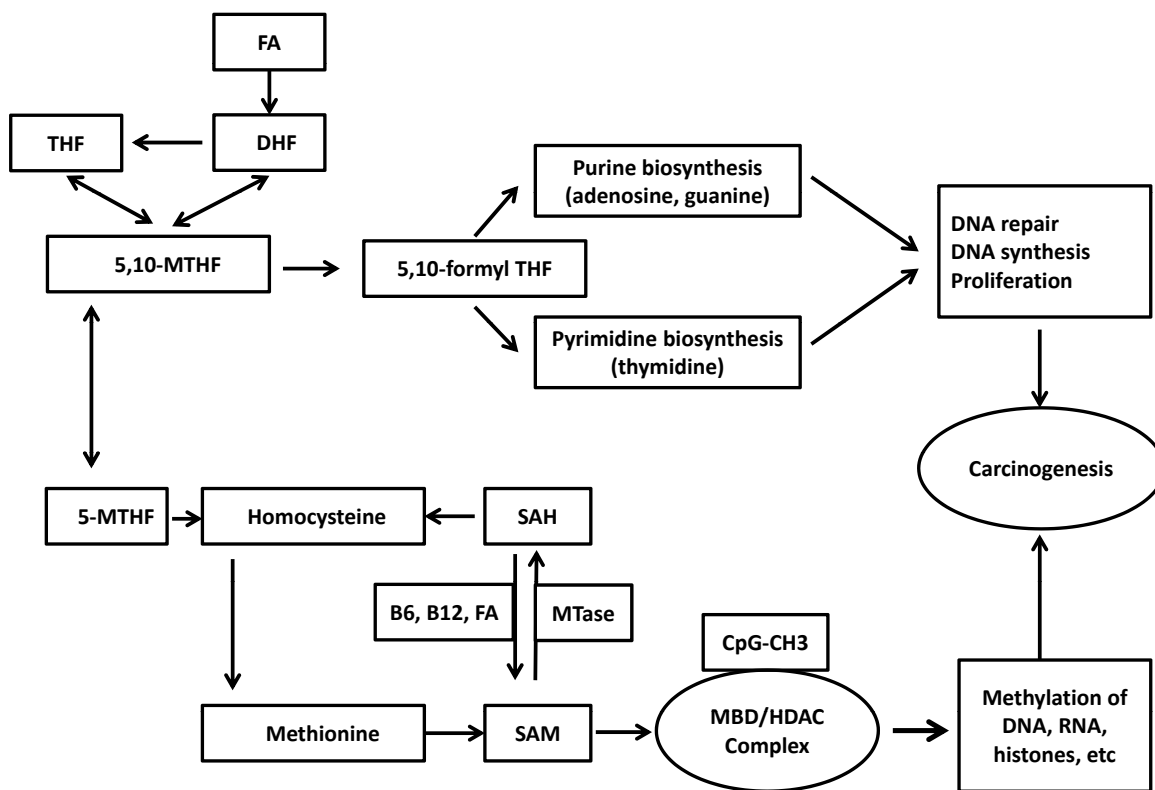 FA
THF
DHF
Purine biosynthesis
(adenosine, guanine)
DNA repair
DNA synthesis
Proliferation
5,10-MTHF
5,10-formyl THF
Pyrimidine biosynthesis
(thymidine)
Carcinogenesis
5-MTHF
Homocysteine
SAH
B6, B12, FA
MTase
CpG-CH3
Methionine
SAM
MBD/HDAC
Complex
Methylation of
DNA, RNA,
histones, etc